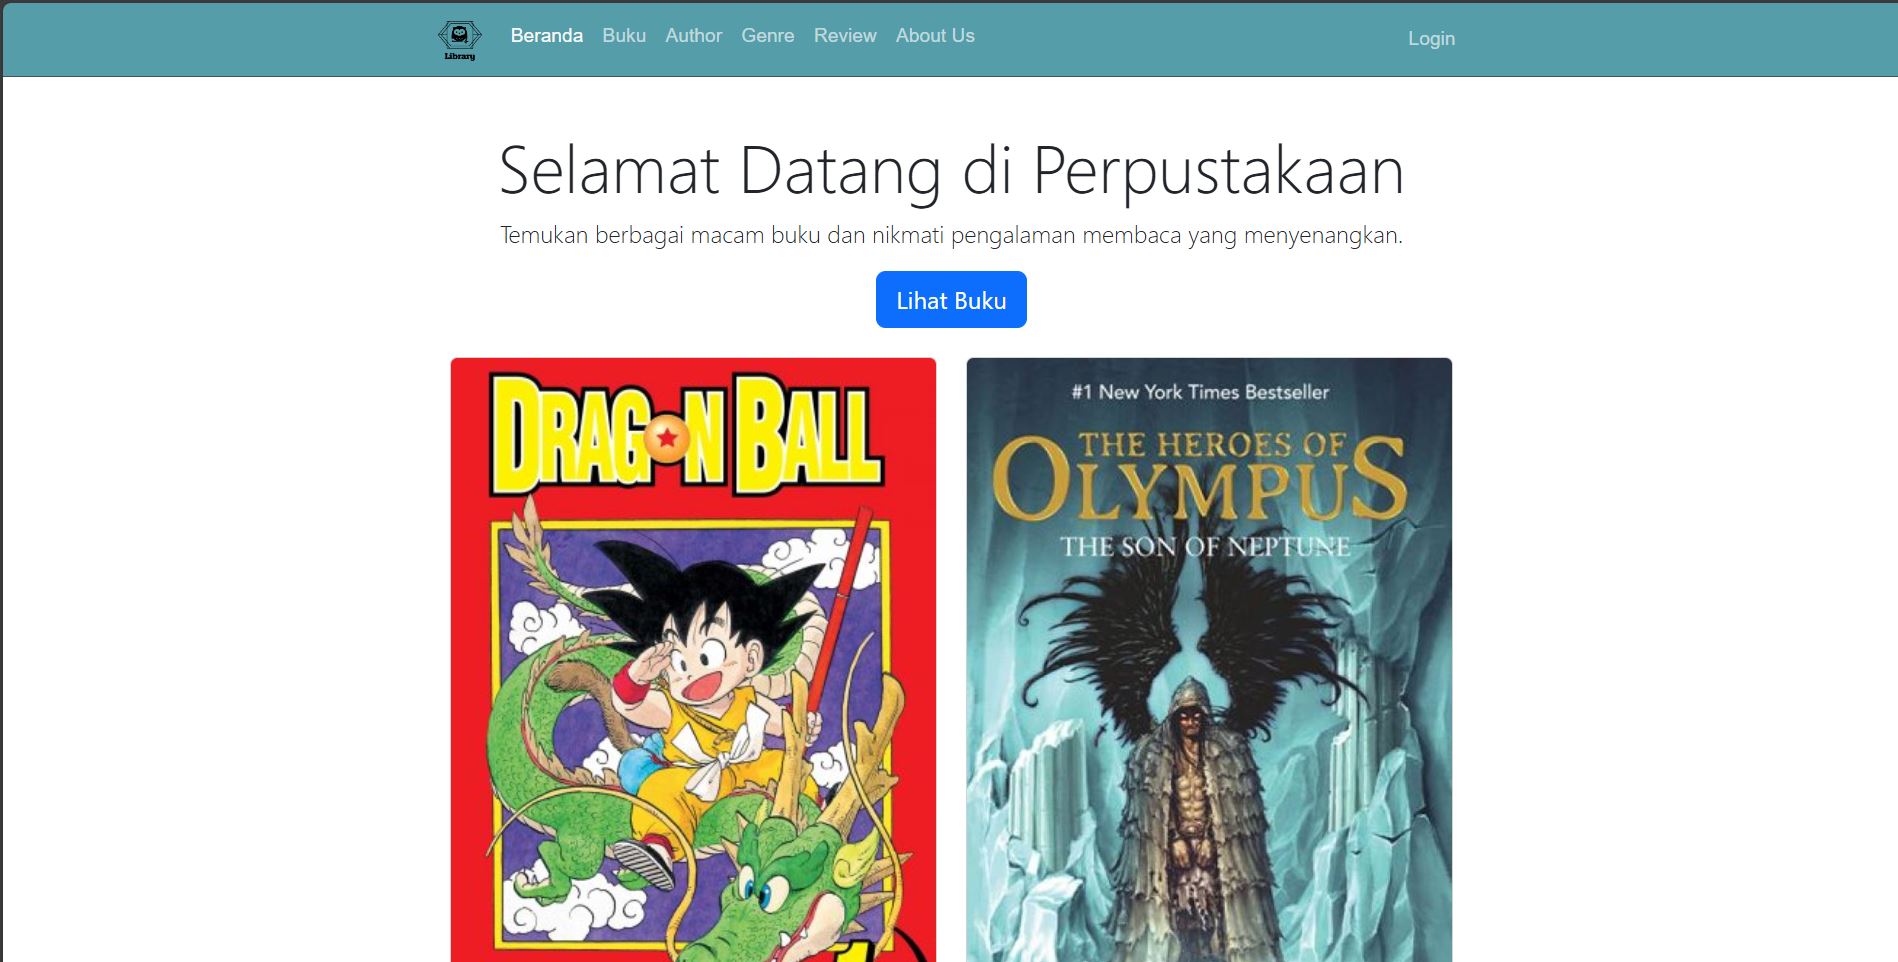 Library
Beranda Buku Author Genre Review About Us
Login
Selamat Datang di Perpustakaan
Temukan berbagai macam buku dan nikmati pengalaman membaca yang menyenangkan.
Lihat Buku
DRAGON BALL
1
#1 New York Times Bestseller
THE HEROES OF
OLYMPUS
THE SON OF NEPTUNE